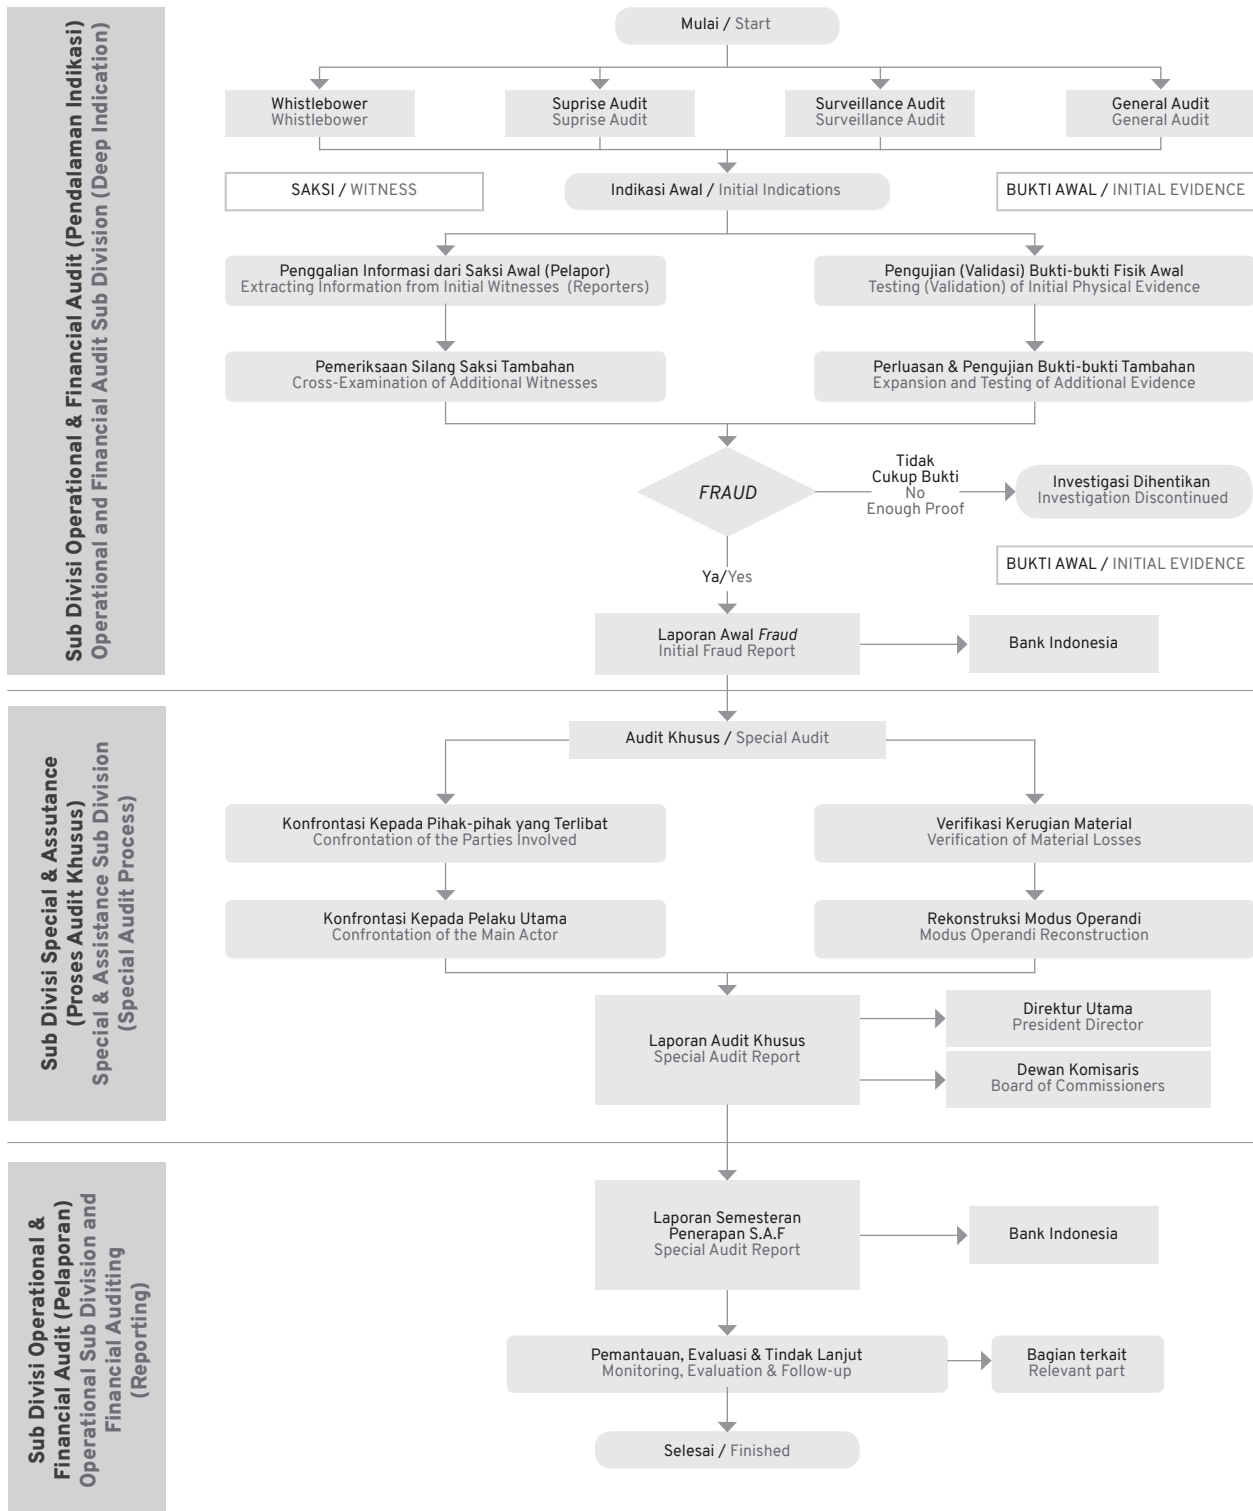 Sub Divisi Operational & Financial Audit (Pendalaman Indikasi)
Operational and Financial Audit Sub Division (Deep Indication)
Mulai / Start
Whistlebower
Whistlebower
Suprise Audit
Suprise Audit
Surveillance Audit
Surveillance Audit
General Audit
General Audit
SAKSI / WITNESS
Indikasi Awal / Initial Indications
BUKTI AWAL / INITIAL EVIDENCE
Penggalian Informasi dari Saksi Awal (Pelapor)
Extracting Information from Initial Witnesses (Reporters)
Pengujian (Validasi) Bukti-bukti Fisik Awal
Testing (Validation) of Initial Physical Evidence
Pemeriksaan Silang Saksi Tambahan
Cross-Examination of Additional Witnesses
Perluasan & Pengujian Bukti-bukti Tambahan
Expansion and Testing of Additional Evidence
FRAUD
Tidak
Cukup Bukti
No
Enough Proof
Investigasi Dihentikan
Investigation Discontinued
BUKTI AWAL / INITIAL EVIDENCE
Ya/Yes
Laporan Awal Fraud
Initial Fraud Report
Bank Indonesia
Sub Divisi Special & Assutance
(Proses Audit Khusus)
Special & Assistance Sub Division
(Special Audit Process)
Audit Khusus / Special Audit
Konfrontasi Kepada Pihak-pihak yang Terlibat
Confrontation of the Parties Involved
Verifikasi Kerugian Material
Verification of Material Losses
Konfrontasi Kepada Pelaku Utama
Confrontation of the Main Actor
Rekonstruksi Modus Operandi
Modus Operandi Reconstruction
Laporan Audit Khusus
Special Audit Report
Direktur Utama
President Director
Dewan Komisaris
Board of Commissioners
Sub Divisi Operational &
Financial Audit (Pelaporan)
Operational Sub Division and
Financial Auditing
(Reporting)
Laporan Semesteran
Penerapan S.A.F
Special Audit Report
Bank Indonesia
Pemantauan, Evaluasi & Tindak Lanjut
Monitoring, Evaluation & Follow-up
Bagian terkait
Relevant part
Selesai / Finished